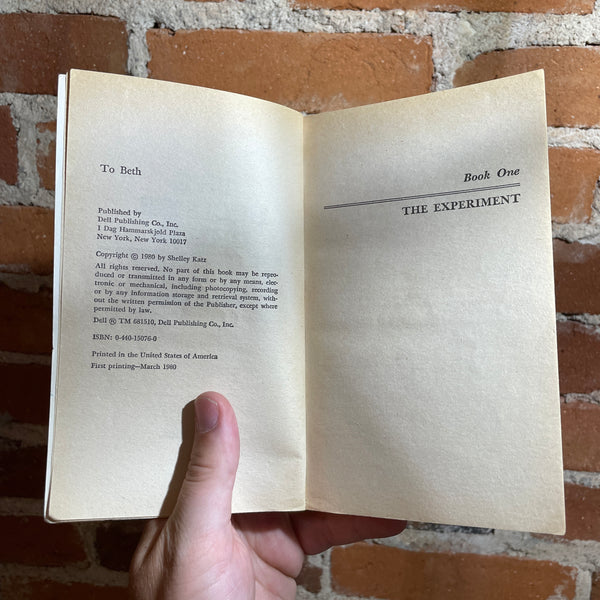 To Beth
Published by
Dell Publishing Co., Inc.
1 Dag Hammarskjold Plaza
New York, New York 10017
Copyright © 1980 by Shelley Katz
All rights reserved. No part of this book may be repro-
duced or transmitted in any form or by any means, elec-
tronic or mechanical, including photocopying, recording
or by any information storage and retrieval system, with-
out the written permission of the Publisher, except where
permitted by law.
Dell ® TM 681510, Dell Publishing Co., Inc.
ISBN: 0-440-15076-0
Printed in the United States of America
First printing—March 1980
Book One
THE EXPERIMENT